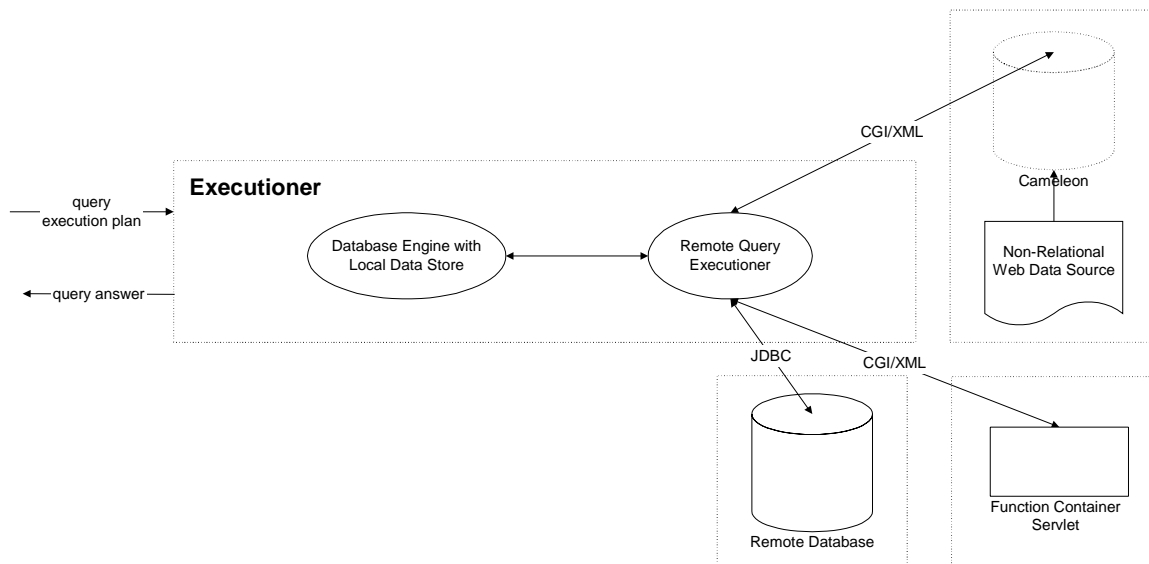 CGI/XML
Cameleon
Executioner
query
execution plan
Database Engine with
Local Data Store
Remote Query
Executioner
Non-Relational
Web Data Source
query answer
JDBC
CGI/XML
Remote Database
Function Container
Servlet